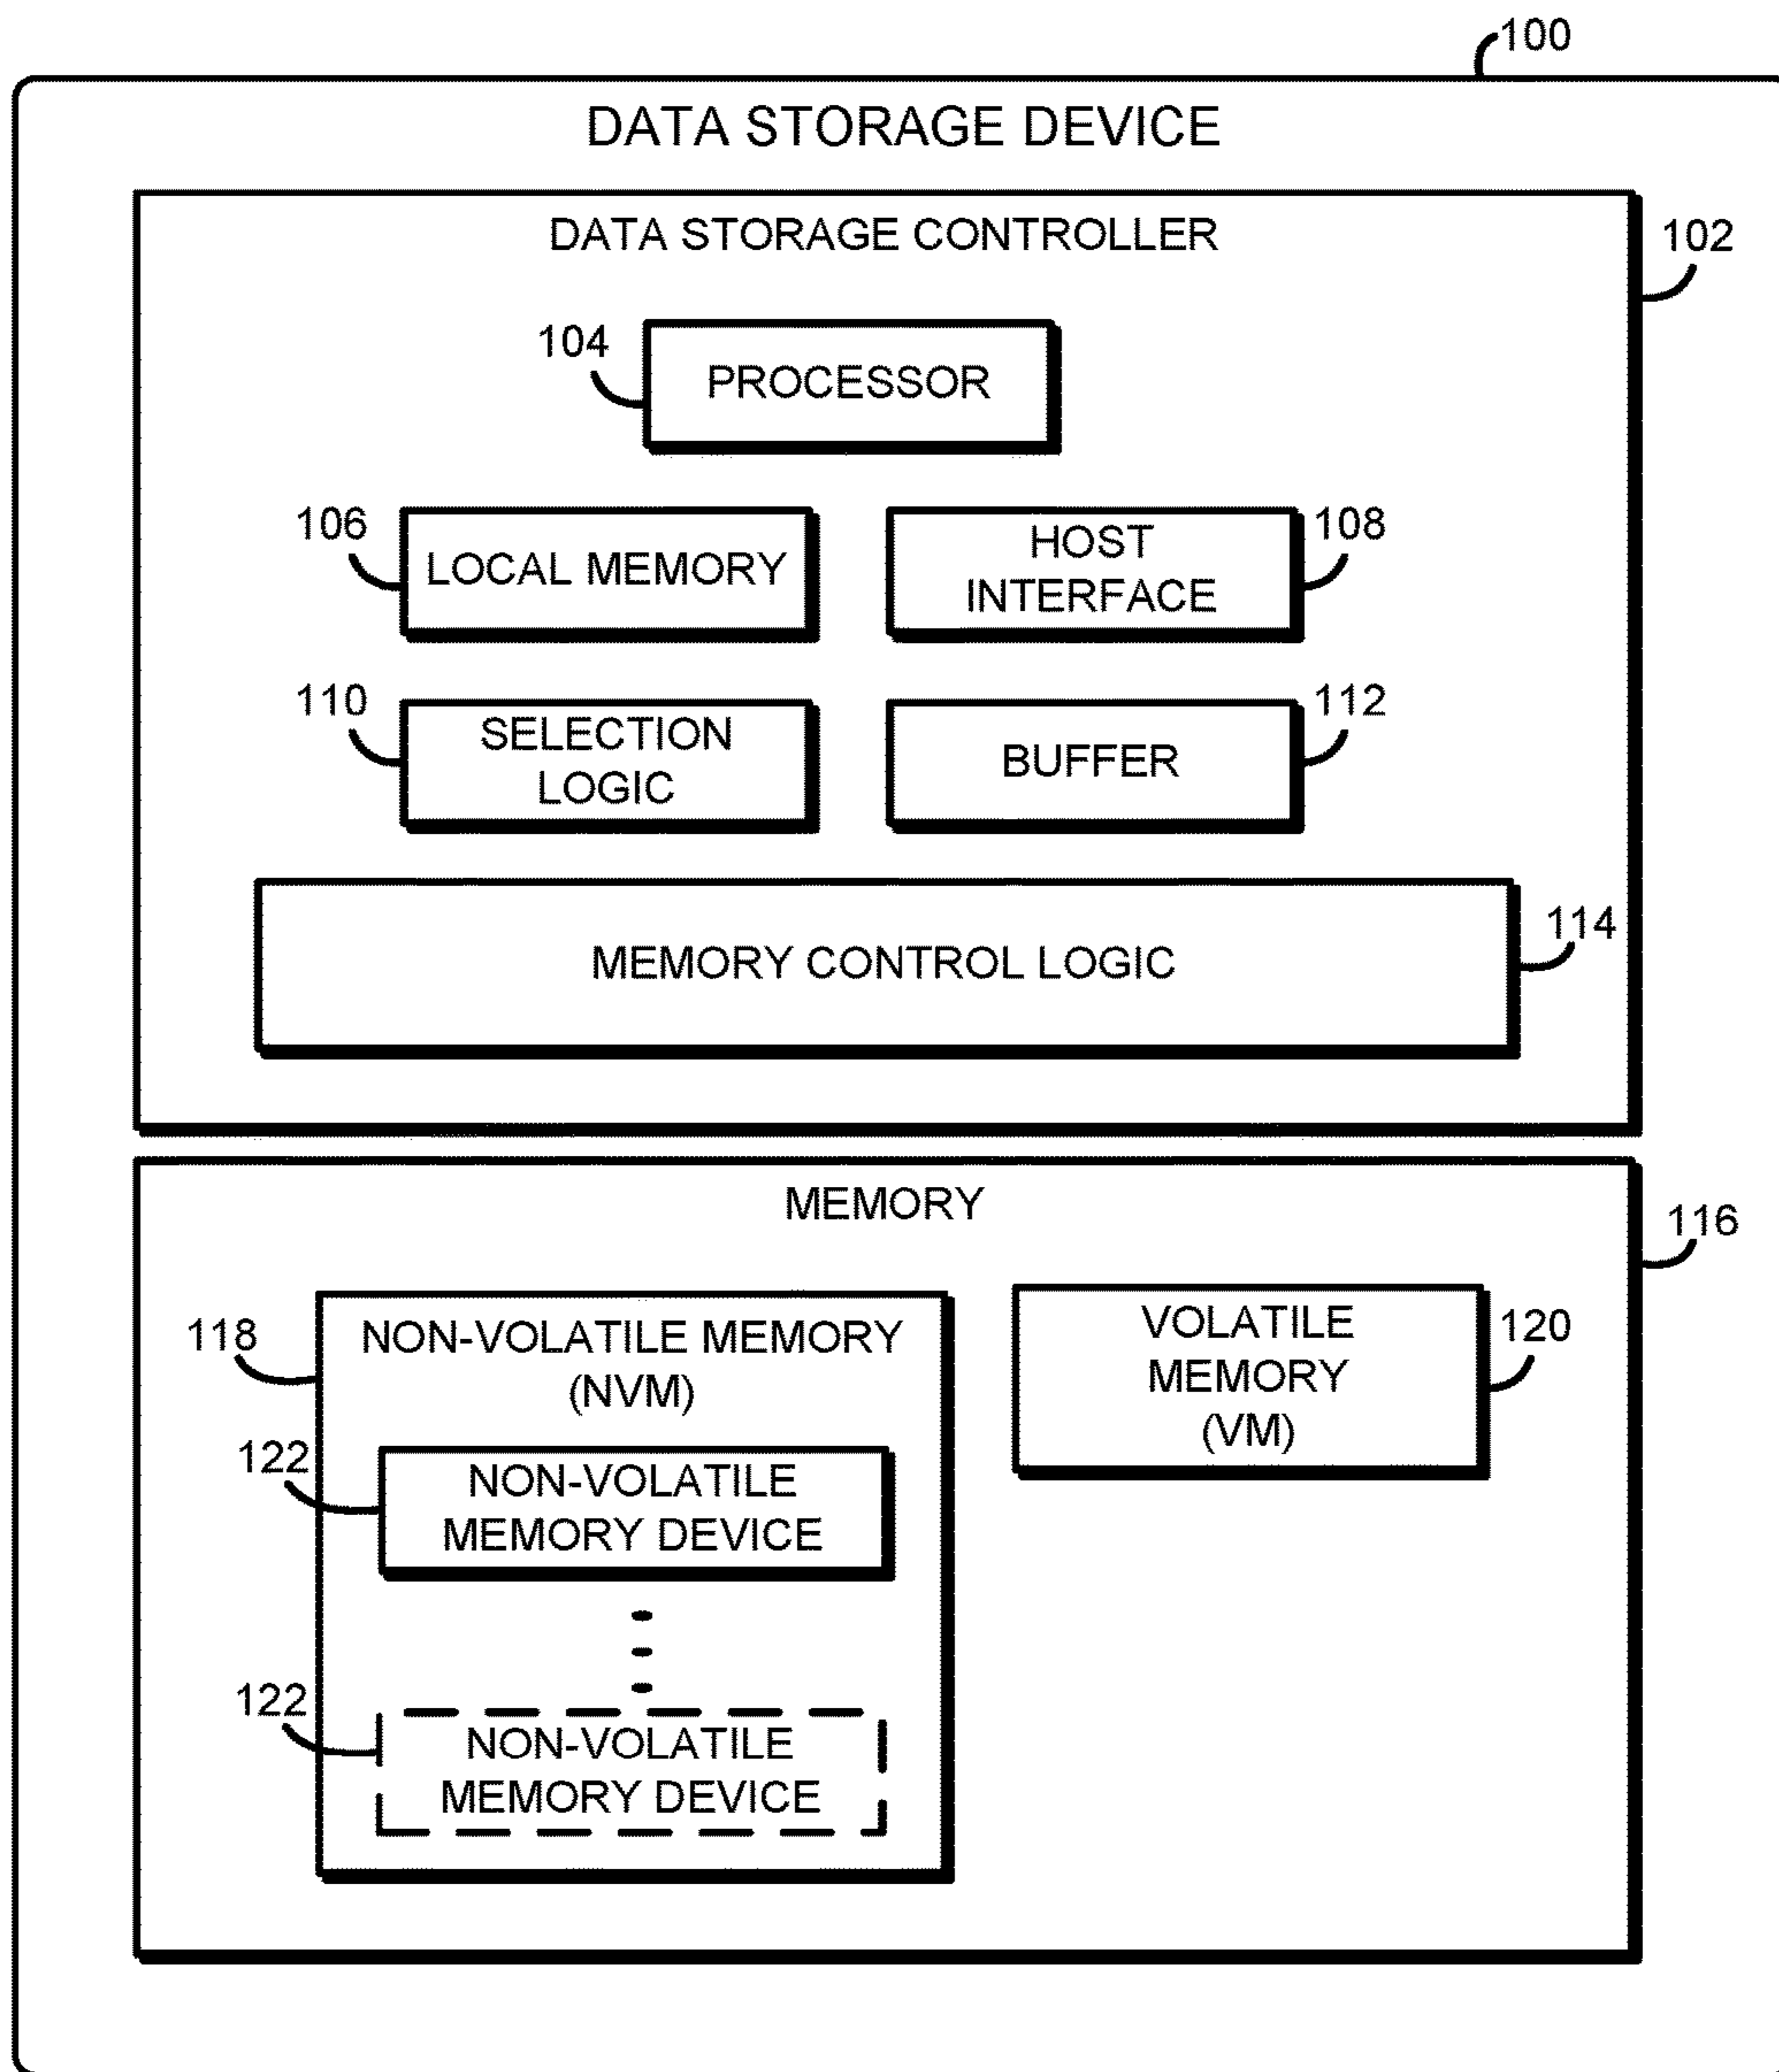 100
DATA STORAGE DEVICE
DATA STORAGE CONTROLLER
102
104
PROCESSOR
106
LOCAL MEMORY
HOST
INTERFACE
108
110
SELECTION
LOGIC
BUFFER
112
MEMORY CONTROL LOGIC
114
MEMORY
116
118
NON-VOLATILE MEMORY
(NVM)
VOLATILE
MEMORY
(VM)
120
122
NON-VOLATILE
MEMORY DEVICE
122
NON-VOLATILE
MEMORY DEVICE